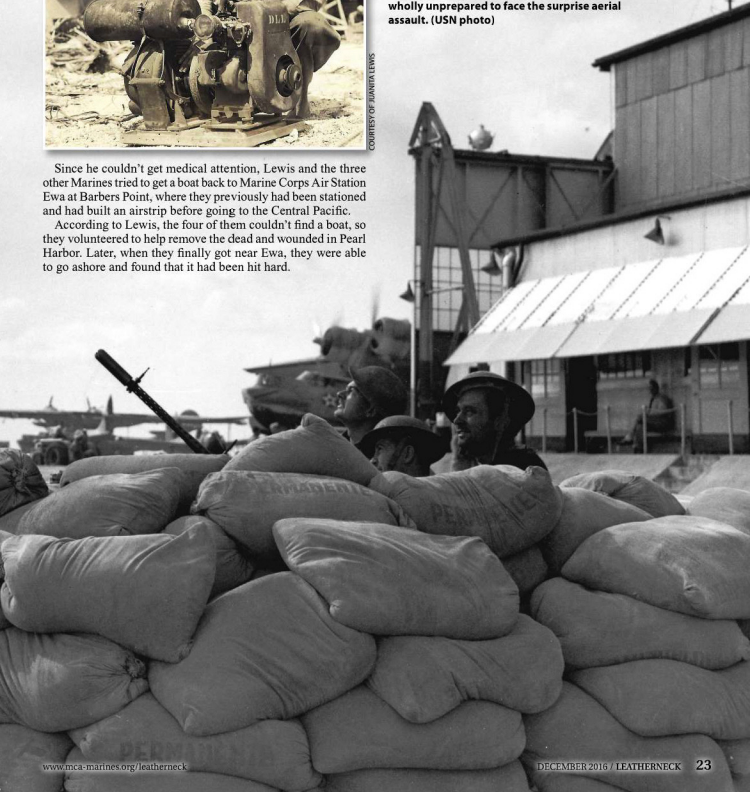 wholly unprepared to face the surprise aerial
assault. (USN photo)
DLL
COURTESY OF JUANITA LEWIS
Since he couldn't get medical attention, Lewis and the three
other Marines tried to get a boat back to Marine Corps Air Station
Ewa at Barbers Point, where they previously had been stationed
and had built an airstrip before going to the Central Pacific.
According to Lewis, the four of them couldn't find a boat, so
they volunteered to help remove the dead and wounded in Pearl
Harbor. Later, when they finally got near Ewa, they were able
to go ashore and found that it had been hit hard.
PERMANENTE
PERMANENTE
www.mca-marines.org/leatherneck
DECEMBER 2016 / LEATHERNECK 23